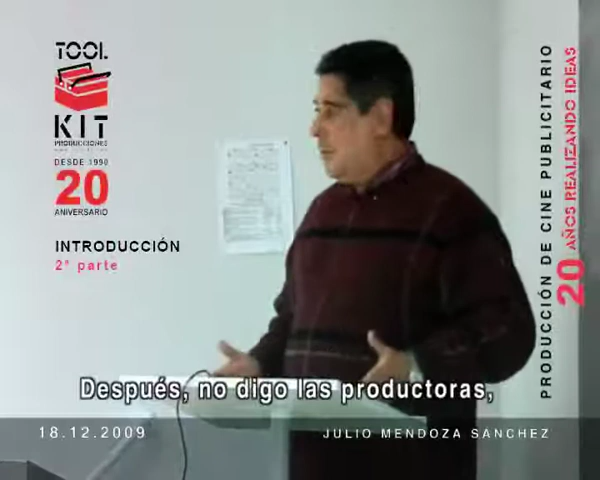 TOOL
KIT
PRODUCCIONES
DESDE 1990
20
ANIVERSARIO
INTRODUCCIÓN
2ª parte
PRODUCCIÓN DE CINE PUBLICITARIO
20 AÑOS REALIZANDO IDEAS
Después, no digo las productoras,
18.12.2009
JULIO MENDOZA SANCHEZ